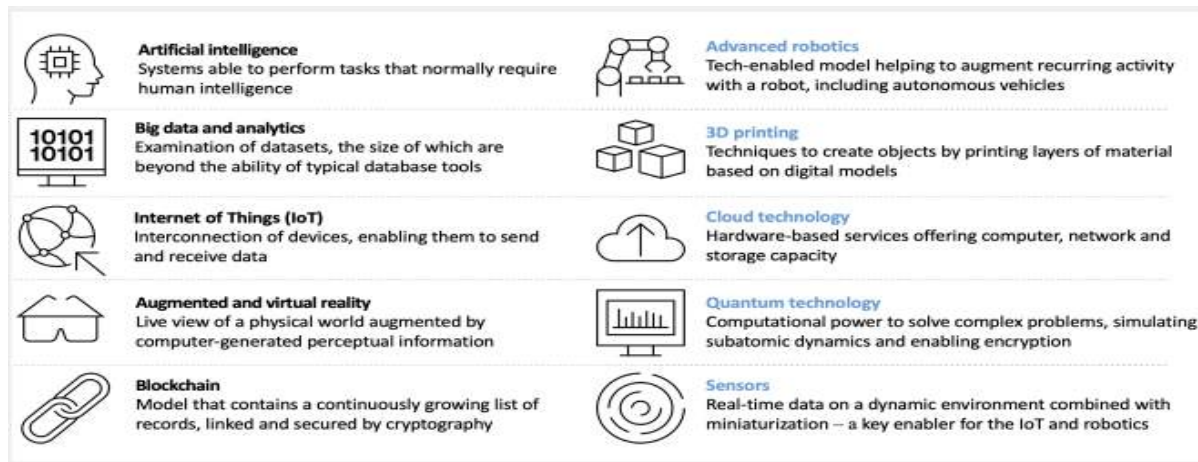 Artificial intelligence
Systems able to perform tasks that normally require
human intelligence
10101
10101
Big data and analytics
Examination of datasets, the size of which are
beyond the ability of typical database tools
Internet of Things (IoT)
Interconnection of devices, enabling them to send
and receive data
Augmented and virtual reality
Live view of a physical world augmented by
computer-generated perceptual information
Blockchain
Model that contains a continuously growing list of
records, linked and secured by cryptography
Advanced robotics
Tech-enabled model helping to augment recurring activity
with a robot, including autonomous vehicles
3D printing
Techniques to create objects by printing layers of material
based on digital models
Cloud technology
Hardware-based services offering computer, network and
storage capacity
Quantum technology
Computational power to solve complex problems, simulating
subatomic dynamics and enabling encryption
Sensors
Real-time data on a dynamic environment combined with
miniaturization – a key enabler for the IoT and robotics